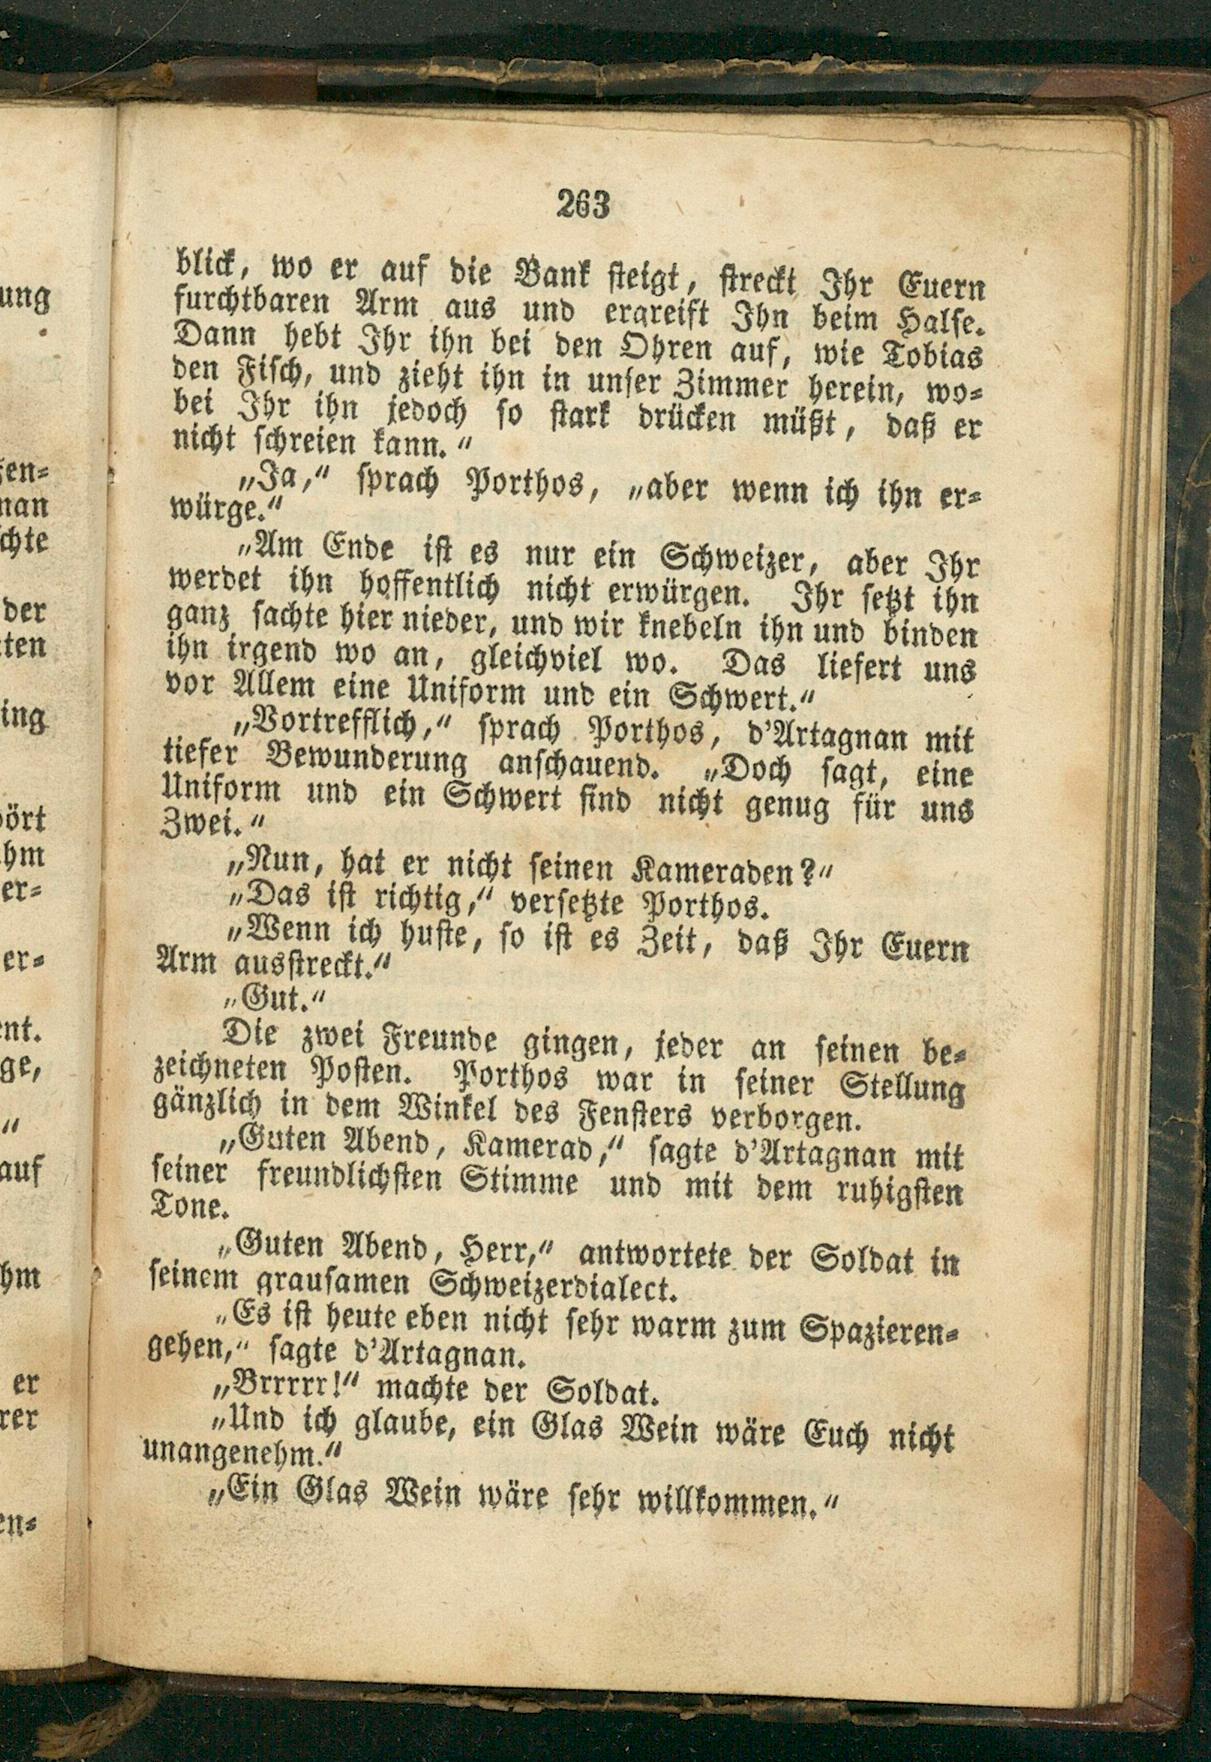 263
blick, wo er auf die Bank steigt, streckt Ihr Euern
furchtbaren Arm aus und ergreift Ihn beim Halse.
Dann hebt Ihr ihn bei den Ohren auf, wie Tobias
den Fisch, und zieht ihn in unser Zimmer herein, wo-
bei Ihr ihn jedoch so stark drücken müßt, daß er
nicht schreien kann.“
„Ja,“ sprach Porthos, „aber wenn ich ihn er-
würge.“
„Am Ende ist es nur ein Schweizer, aber Ihr
werdet ihn hoffentlich nicht erwürgen. Ihr setzt ihn
ganz sachte hier nieder, und wir knebeln ihn und binden
ihn irgend wo an, gleichviel wo. Das liefert uns
vor Allem eine Uniform und ein Schwert.“
„Vortrefflich,“ sprach Porthos, d'Artagnan mit
tiefer Bewunderung anschauend. „Doch sagt, eine
Uniform und ein Schwert sind nicht genug für uns
Zwei.“
„Nun, hat er nicht seinen Kameraden?“
„Das ist richtig,“ versetzte Porthos.
„Wenn ich huste, so ist es Zeit, daß Ihr Euern
Arm ausstreckt.“
„Gut.“
Die zwei Freunde gingen, jeder an seinen be-
zeichneten Posten. Porthos war in seiner Stellung
gänzlich in dem Winkel des Fensters verborgen.
„Guten Abend, Kamerad,“ sagte d'Artagnan mit
seiner freundlichsten Stimme und mit dem ruhigsten
Tone.
„Guten Abend, Herr,“ antwortete der Soldat in
seinem grausamen Schweizerdialect.
„Es ist heute eben nicht sehr warm zum Spazieren-
gehen,“ sagte d'Artagnan.
„Brrrrr!“ machte der Soldat.
„Und ich glaube, ein Glas Wein wäre Euch nicht
unangenehm.“
„Ein Glas Wein wäre sehr willkommen.“